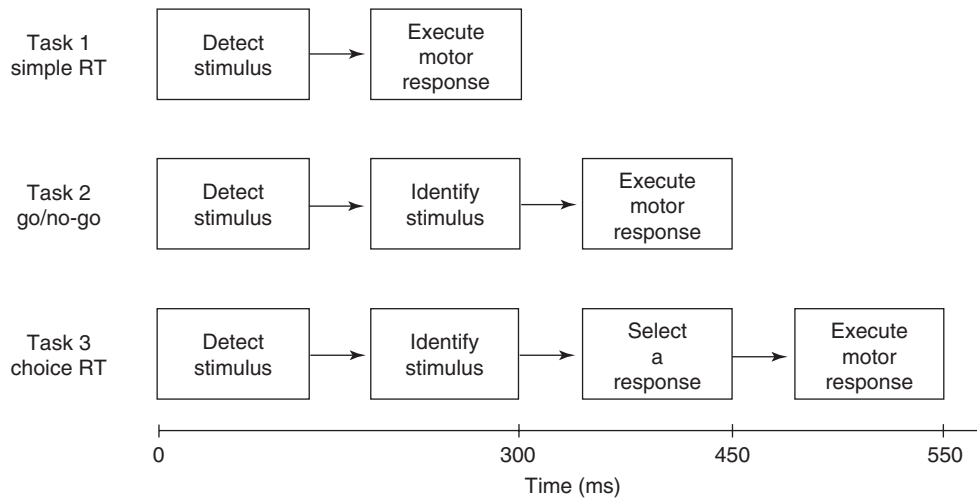 Task 1
simple RT
Detect
stimulus
Execute
motor
response
Task 2
go/no-go
Detect
stimulus
Identify
stimulus
Execute
motor
response
Task 3
choice RT
Detect
stimulus
Identify
stimulus
Select
a
response
Execute
motor
response
0
300
450
550
Time (ms)